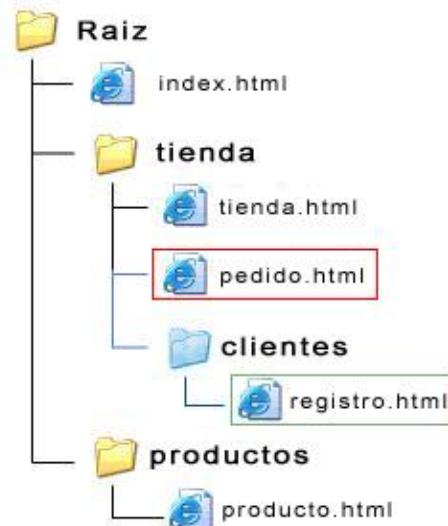 Raiz
index.html
tienda
tienda.html
pedido.html
clientes
registro.html
productos
producto.html